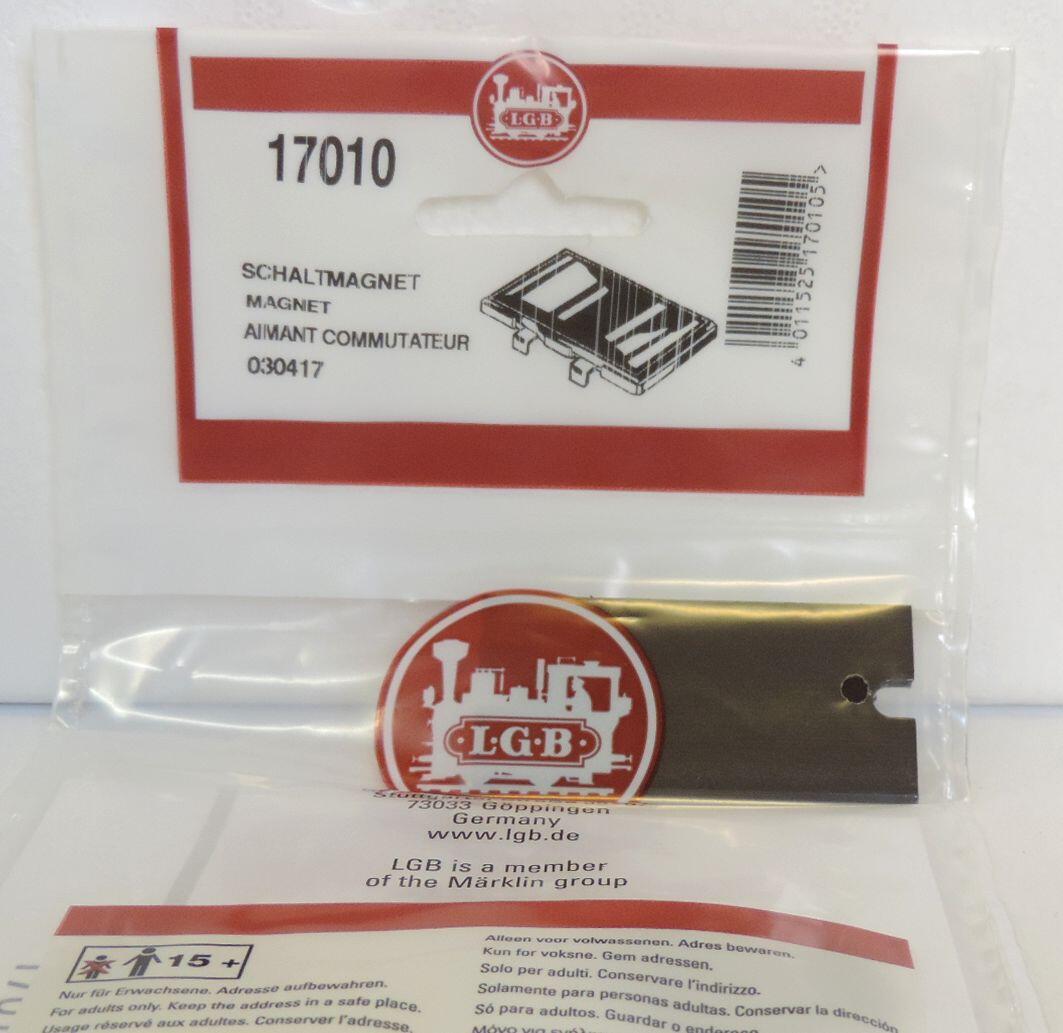 L·G·B
17010
SCHALTMAGNET
MAGNET
AIMANT COMMUTATEUR
030417
4 011525 170105 >
L·G·B
73033 Göppingen
Germany
www.lgb.de
LGB is a member
of the Märklin group
15 +
Nur für Erwachsene. Adresse aufbewahren.
For adults only. Keep the address in a safe place.
Usage réservé aux adultes. Conserver l'adresse.
Alleen voor volwassenen. Adres bewaren.
Kun for voksne. Gem adressen.
Solo per adulti. Conservare l'indirizzo.
Solamente para personas adultas. Conservar la dirección
Só para adultos. Guardar o endereço
Μόνο για